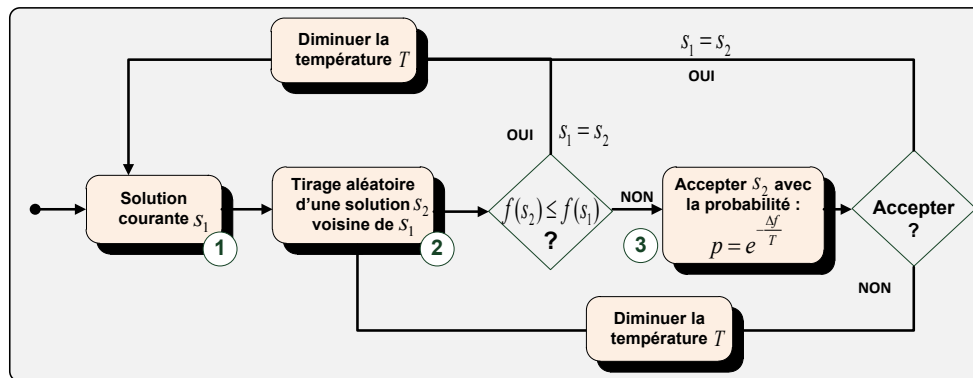 Diminuer la
température T
s₁ = s₂
OUI
OUI
s₁ = s₂
Solution
courante s₁
1
Tirage aléatoire
d'une solution s₂
voisine de s₁
2
f(s₂) ≤ f(s₁)
?
NON
3
Accepter s₂ avec
la probabilité :
p = e^{-Δf/T}
Accepter
?
NON
Diminuer la
température T